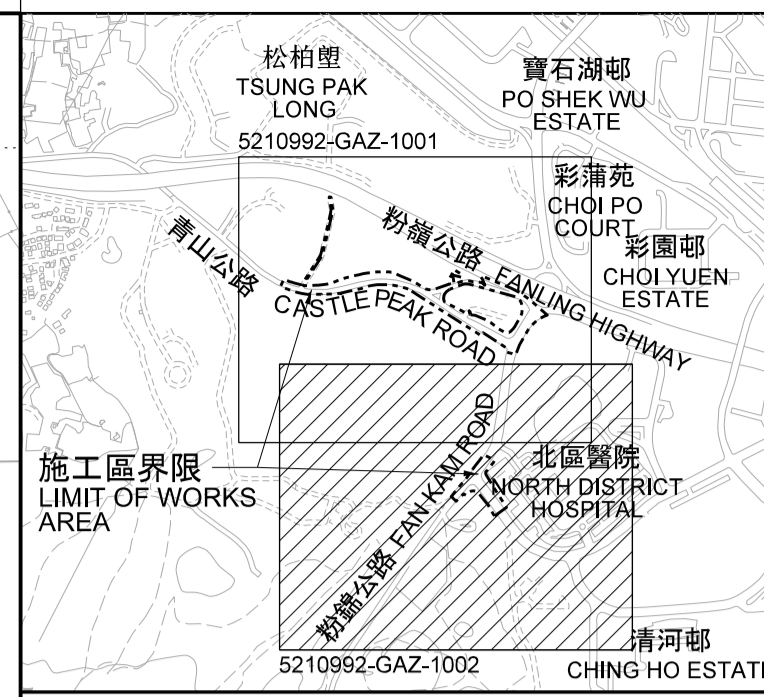 松柏塱
TSUNG PAK
LONG
寶石湖邨
PO SHEK WU
ESTATE
5210992-GAZ-1001
彩蒲苑
CHOI PO
COURT
彩園邨
CHOI YUEN
ESTATE
青山公路
CASTLE PEAK ROAD
粉嶺公路 FANLING HIGHWAY
施工區界限
LIMIT OF WORKS
AREA
粉錦公路 FAN KAM ROAD
北區醫院
NORTH DISTRICT
HOSPITAL
5210992-GAZ-1002
清河邨
CHING HO ESTATE